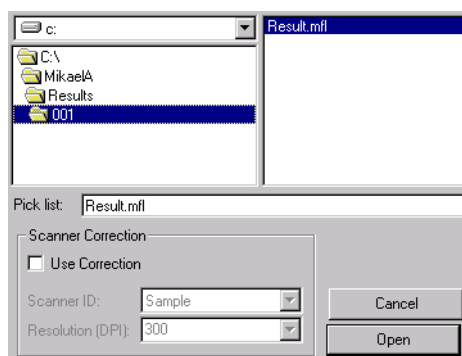 c:
Result.mfl
C:\
MikaelA
Results
001
Pick list: Result.mfl
Scanner Correction
Use Correction
Scanner ID: Sample
Cancel
Resolution (DPI): 300
Open